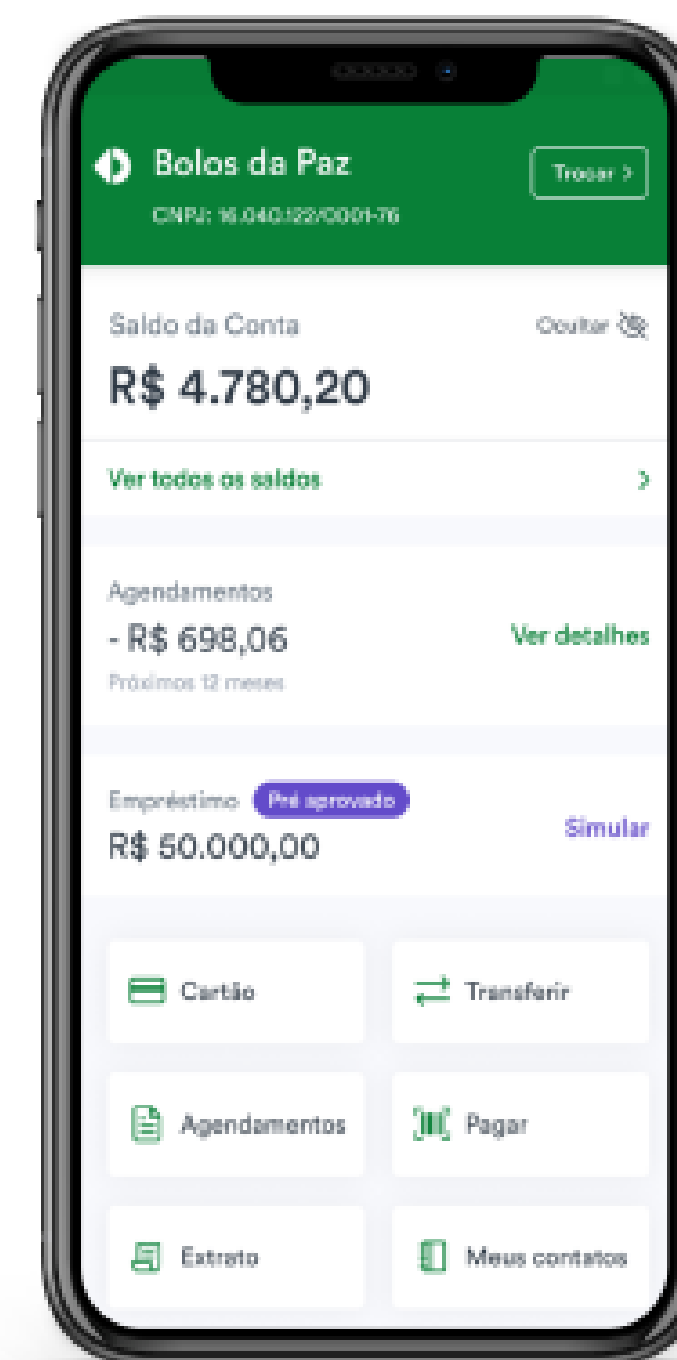 Bolos da Paz
Trocar >
CNPJ: 16.040.122/0001-76
Saldo da Conta
Ocultar
R$ 4.780,20
Ver todos os saldos >
Agendamentos
- R$ 698,06
Ver detalhes
Próximos 12 meses
Empréstimo Pré aprovado
R$ 50.000,00
Simular
Cartão
Transferir
Agendamentos
Pagar
Extrato
Meus contatos